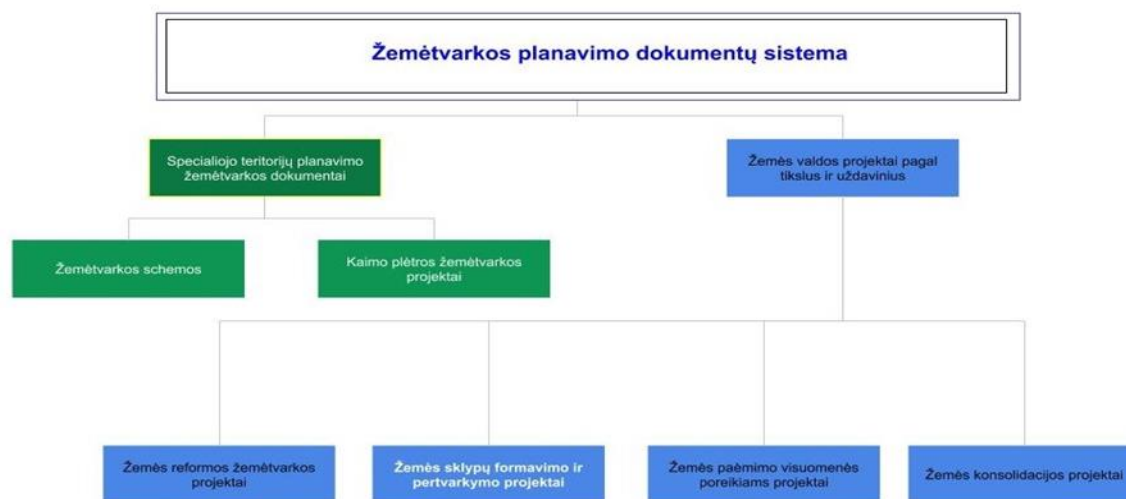 Žemėtvarkos planavimo dokumentų sistema
Specialiojo teritorijų planavimo
žemėtvarkos dokumentai
Žemės valdos projektai pagal
tikslus ir uždavinius
Žemėtvarkos schemos
Kaimo plėtros žemėtvarkos
projektai
Žemės reformos žemėtvarkos
projektai
Žemės sklypų formavimo ir
pertvarkymo projektai
Žemės paėmimo visuomenės
poreikiams projektai
Žemės konsolidacijos projektai